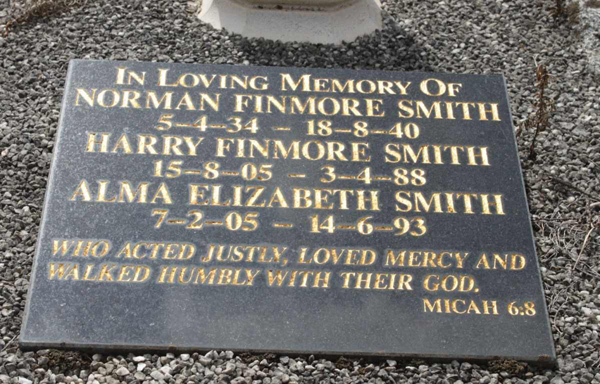 In Loving Memory Of
NORMAN FINMORE SMITH
5-4-34 - 18-8-40
HARRY FINMORE SMITH
15-8-05 - 3-4-88
ALMA ELIZABETH SMITH
7-2-05 - 14-6-93
WHO ACTED JUSTLY, LOVED MERCY AND
WALKED HUMBLY WITH THEIR GOD.
MICAH 6:8